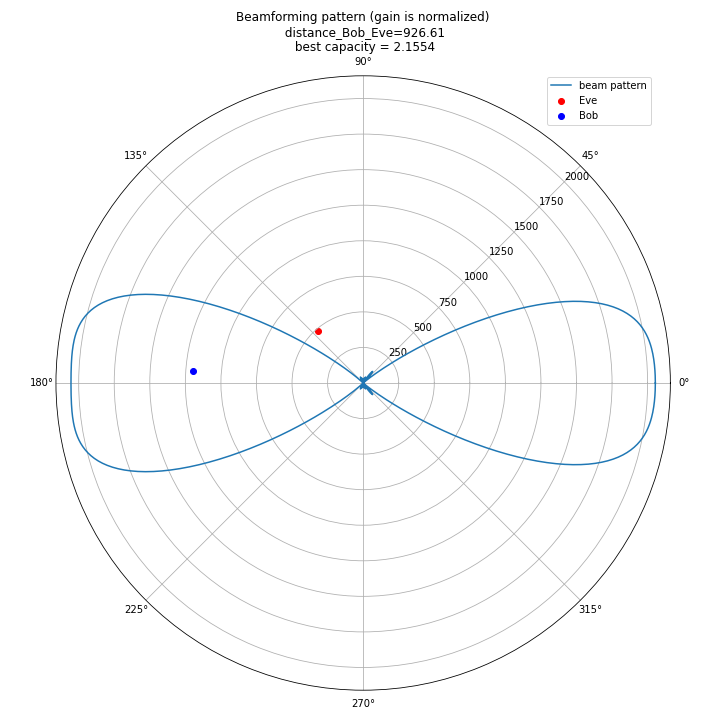 Beamforming pattern (gain is normalized)
distance_Bob_Eve=926.61
best capacity = 2.1554
90°
beam pattern
Eve
Bob
135°
45°
2000
1750
1500
1250
1000
750
500
250
180°
0°
225°
315°
270°